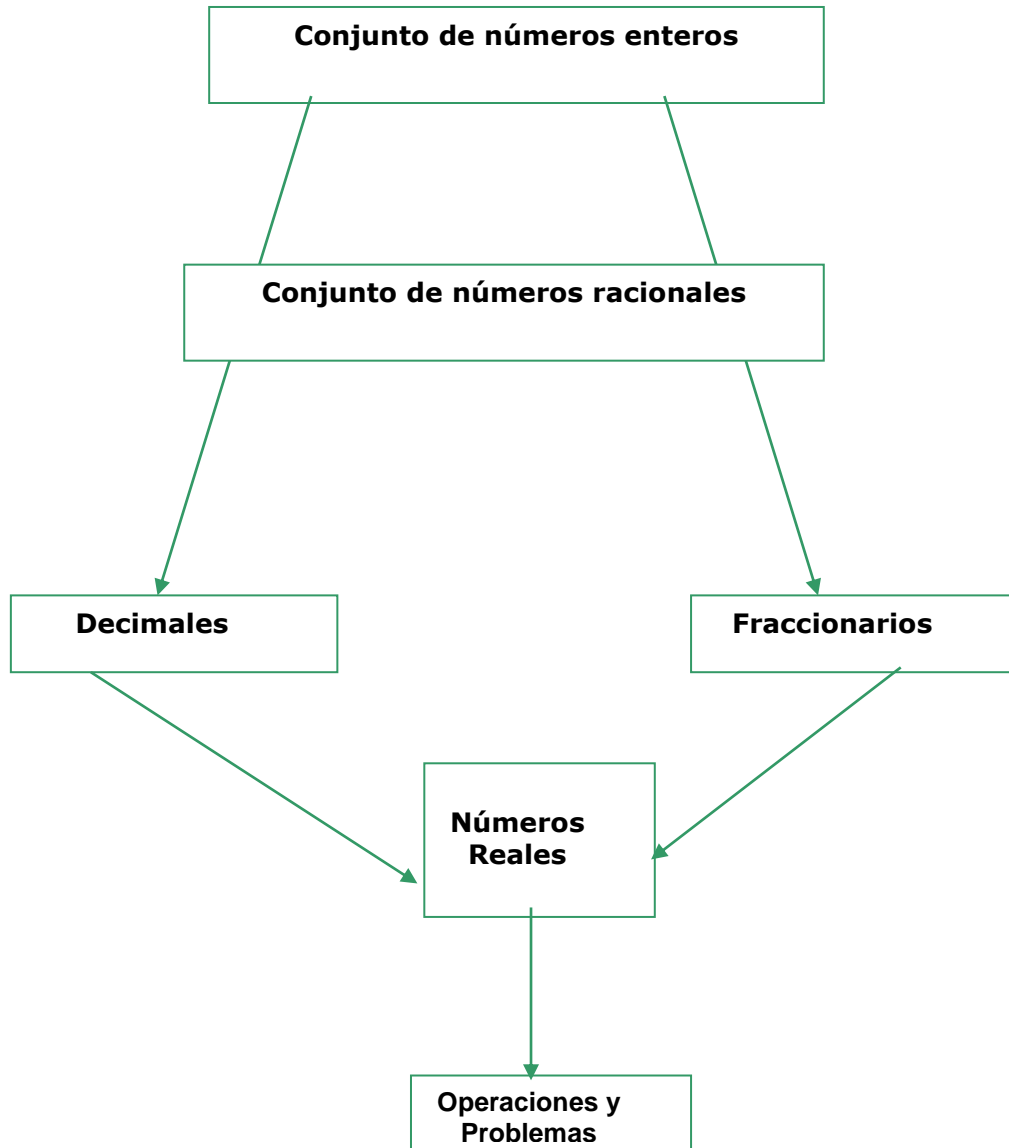 Conjunto de números enteros
Conjunto de números racionales
Decimales
Fraccionarios
Números
Reales
Operaciones y
Problemas